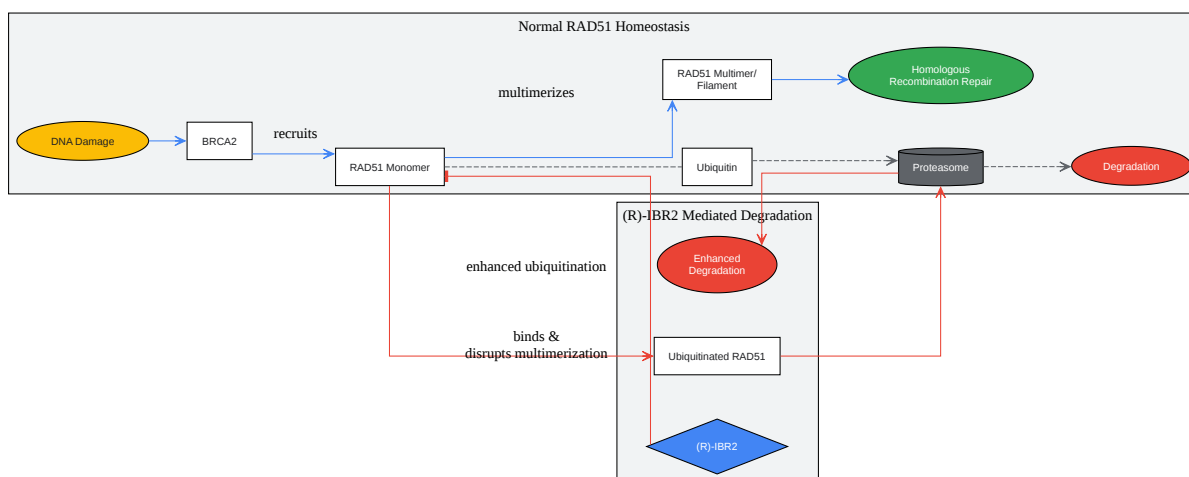 Normal RAD51 Homeostasis
RAD51 Multimer/
Filament
Homologous
Recombination Repair
multimerizes
DNA Damage
BRCA2
recruits
RAD51 Monomer
Ubiquitin
Proteasome
Degradation
(R)-IBR2 Mediated Degradation
enhanced ubiquitination
Enhanced
Degradation
binds &
disrupts multimerization
Ubiquitinated RAD51
(R)-IBR2